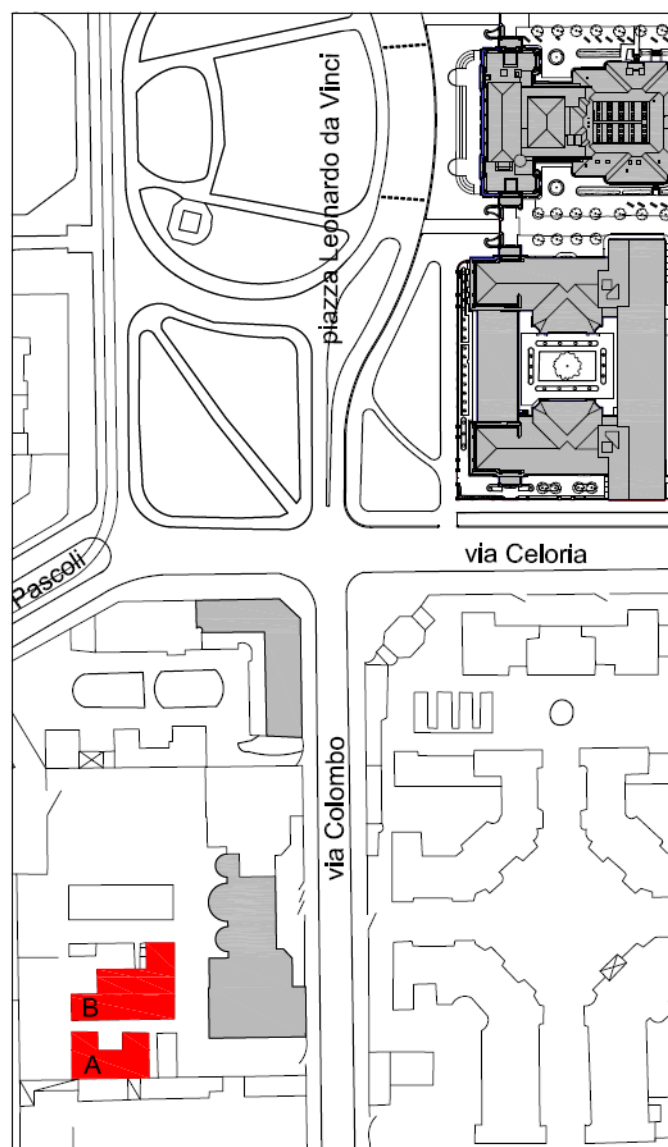 piazza Leonardo da Vinci
via Celoria
Pascoli
via Colombo
B
A